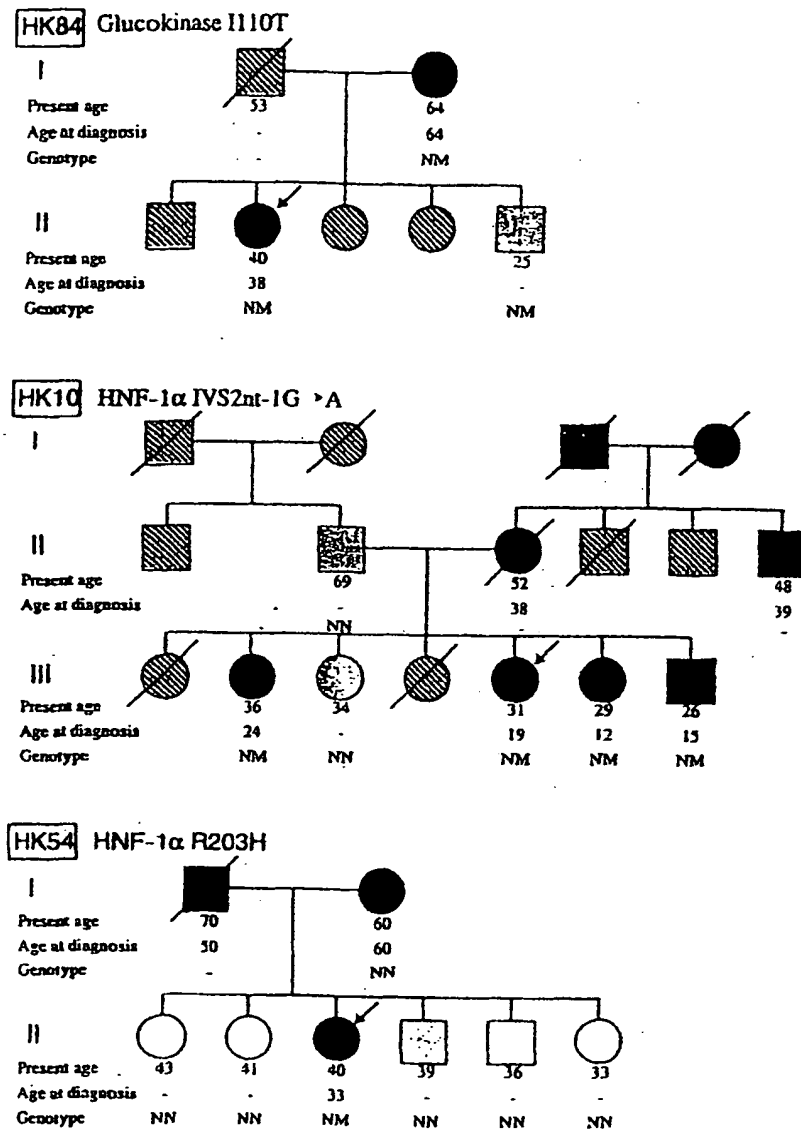 HK84 Glucokinase I110T
I
Present age 53 64
Age at diagnosis - 64
Genotype - NM
II
Present age 40 25
Age at diagnosis 38 -
Genotype NM NM
HK10 HNF-1α IVS2nt-1G >A
I
II
Present age 69 52 48
Age at diagnosis - 38 39
NN - -
III
Present age 36 34 31 29 26
Age at diagnosis 24 - 19 12 15
Genotype NM NN NM NM NM
HK54 HNF-1α R203H
I
Present age 70 60
Age at diagnosis 50 60
Genotype - NN
II
Present age 43 41 40 39 36 33
Age at diagnosis - - 33 - - -
Genotype NN NN NM NN NN NN